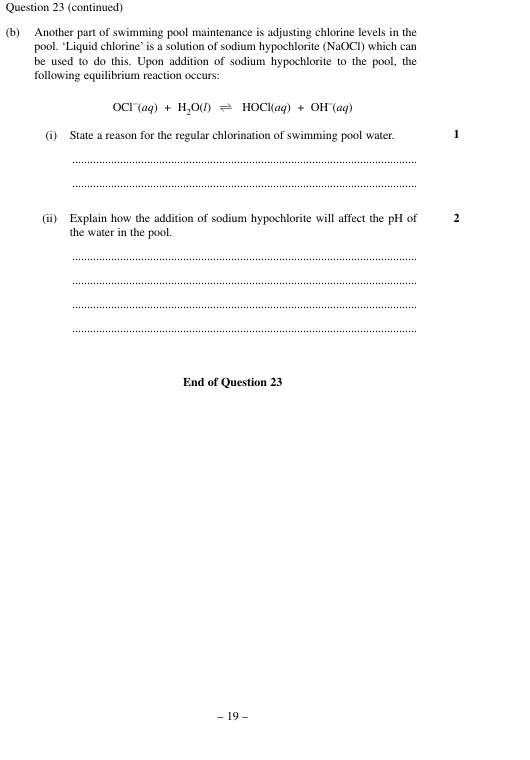 Question 23 (continued)
(b) Another part of swimming pool maintenance is adjusting chlorine levels in the
pool. ‘Liquid chlorine’ is a solution of sodium hypochlorite (NaOCl) which can
be used to do this. Upon addition of sodium hypochlorite to the pool, the
following equilibrium reaction occurs:
OCl⁻(aq) + H₂O(l) ⇌ HOCl(aq) + OH⁻(aq)
(i) State a reason for the regular chlorination of swimming pool water. 1
...................................................................................................................
...................................................................................................................
(ii) Explain how the addition of sodium hypochlorite will affect the pH of 2
the water in the pool.
...................................................................................................................
...................................................................................................................
...................................................................................................................
...................................................................................................................
End of Question 23
– 19 –